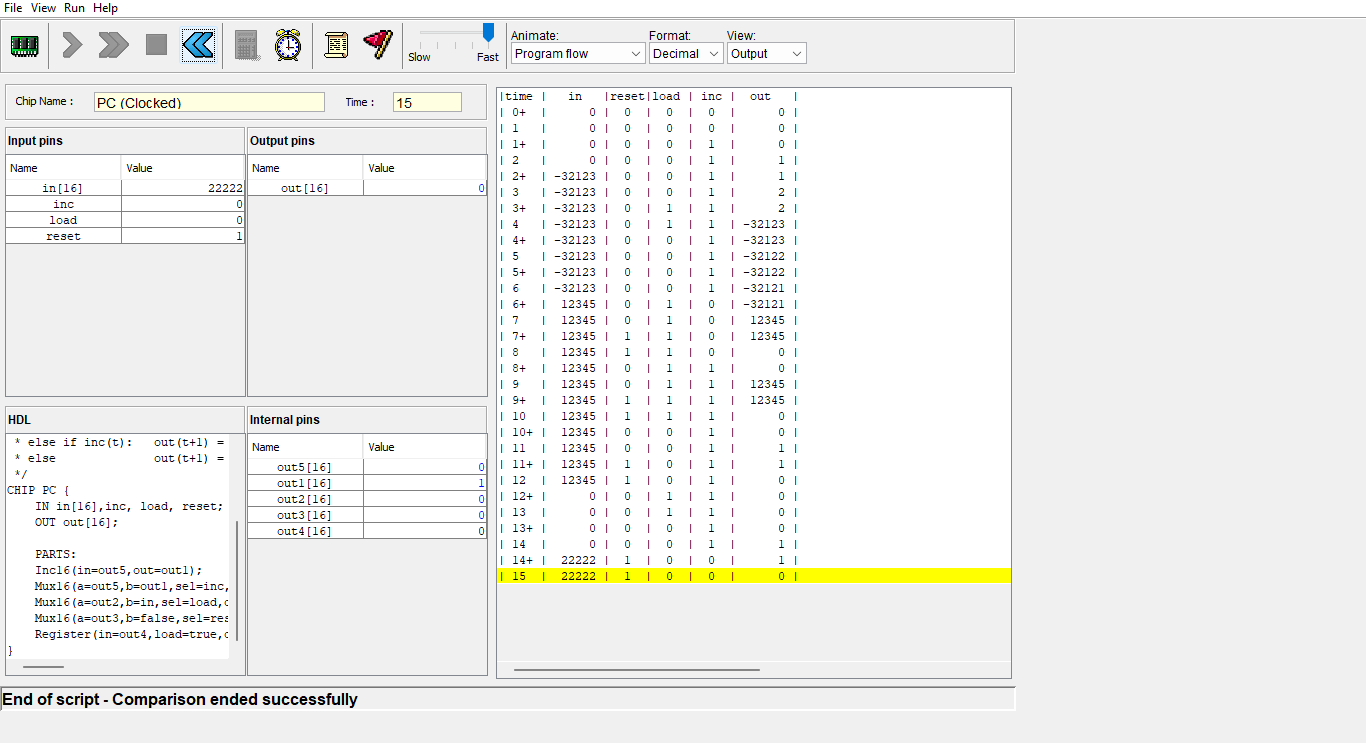 File View Run Help
Animate: Format: View:
Slow Fast Program flow Decimal Output
Chip Name : PC (Clocked) Time : 15
Input pins
Name Value
in[16] 22222
inc 0
load 0
reset 1
Output pins
Name Value
out[16] 0
HDL
* else if inc(t): out(t+1) =
* else out(t+1) =
*/
CHIP PC {
IN in[16],inc, load, reset;
OUT out[16];
PARTS:
Inc16(in=out5,out=out1);
Mux16(a=out5,b=out1,sel=inc,
Mux16(a=out2,b=in,sel=load,
Mux16(a=out3,b=false,sel=res
Register(in=out4,load=true,
}
Internal pins
Name Value
out5[16] 0
out1[16] 1
out2[16] 0
out3[16] 0
out4[16] 0
|time | in |reset|load | inc | out |
| 0+ | 0 | 0 | 0 | 0 | 0 |
| 1 | 0 | 0 | 0 | 0 | 0 |
| 1+ | 0 | 0 | 0 | 1 | 0 |
| 2 | 0 | 0 | 0 | 1 | 1 |
| 2+ | -32123 | 0 | 0 | 1 | 1 |
| 3 | -32123 | 0 | 0 | 1 | 2 |
| 3+ | -32123 | 0 | 1 | 1 | 2 |
| 4 | -32123 | 0 | 1 | 1 | -32123 |
| 4+ | -32123 | 0 | 0 | 1 | -32123 |
| 5 | -32123 | 0 | 0 | 1 | -32122 |
| 5+ | -32123 | 0 | 0 | 1 | -32122 |
| 6 | -32123 | 0 | 0 | 1 | -32121 |
| 6+ | 12345 | 0 | 1 | 0 | -32121 |
| 7 | 12345 | 0 | 1 | 0 | 12345 |
| 7+ | 12345 | 1 | 1 | 0 | 12345 |
| 8 | 12345 | 1 | 1 | 0 | 0 |
| 8+ | 12345 | 0 | 1 | 1 | 0 |
| 9 | 12345 | 0 | 1 | 1 | 12345 |
| 9+ | 12345 | 1 | 1 | 1 | 12345 |
| 10 | 12345 | 1 | 1 | 1 | 0 |
| 10+ | 12345 | 0 | 0 | 1 | 0 |
| 11 | 12345 | 0 | 0 | 1 | 1 |
| 11+ | 12345 | 1 | 0 | 1 | 1 |
| 12 | 12345 | 1 | 0 | 1 | 0 |
| 12+ | 0 | 0 | 1 | 1 | 0 |
| 13 | 0 | 0 | 1 | 1 | 0 |
| 13+ | 0 | 0 | 0 | 1 | 0 |
| 14 | 0 | 0 | 0 | 1 | 1 |
| 14+ | 22222 | 1 | 0 | 0 | 1 |
| 15 | 22222 | 1 | 0 | 0 | 0 |
End of script - Comparison ended successfully